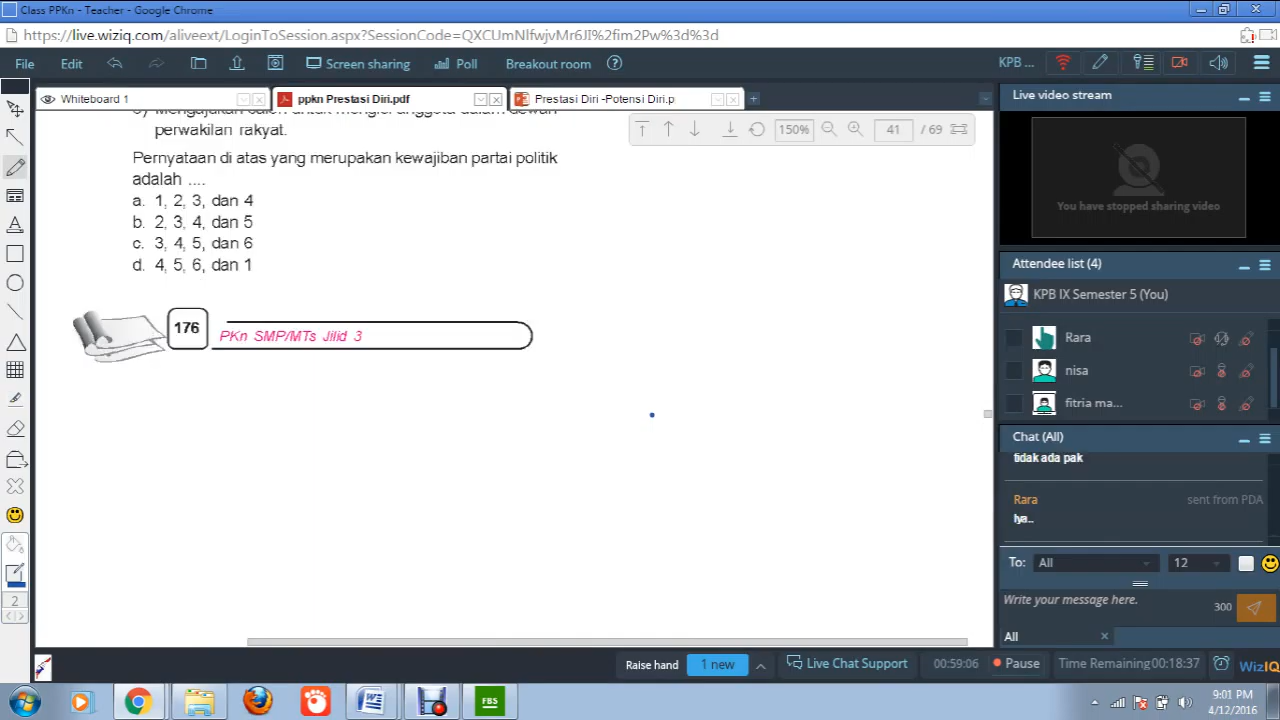 Class PPKn - Teacher - Google Chrome
https://live.wiziq.com/aliveext/LoginToSession.aspx?SessionCode=QXCUmNlfwjvMr6JI%2fim2Pw%3d%3d
File Edit Screen sharing Poll Breakout room KPB ...
Whiteboard 1 ppkn Prestasi Diri.pdf Prestasi Diri -Potensi Diri.p
150% 41 / 69
perwakilan rakyat.
Pernyataan di atas yang merupakan kewajiban partai politik
adalah ....
a. 1, 2, 3, dan 4
b. 2, 3, 4, dan 5
c. 3, 4, 5, dan 6
d. 4, 5, 6, dan 1
176
PKn SMP/MTs Jilid 3
Live video stream
You have stopped sharing video
Attendee list (4)
KPB IX Semester 5 (You)
Rara
nisa
fitria ma...
Chat (All)
tidak ada pak
Rara sent from PDA
Iya..
To: All 12
Write your message here. 300
All
2
Raise hand 1 new Live Chat Support 00:59:06 Pause Time Remaining 00:18:37 WizIQ
FBS
9:01 PM
4/12/2016